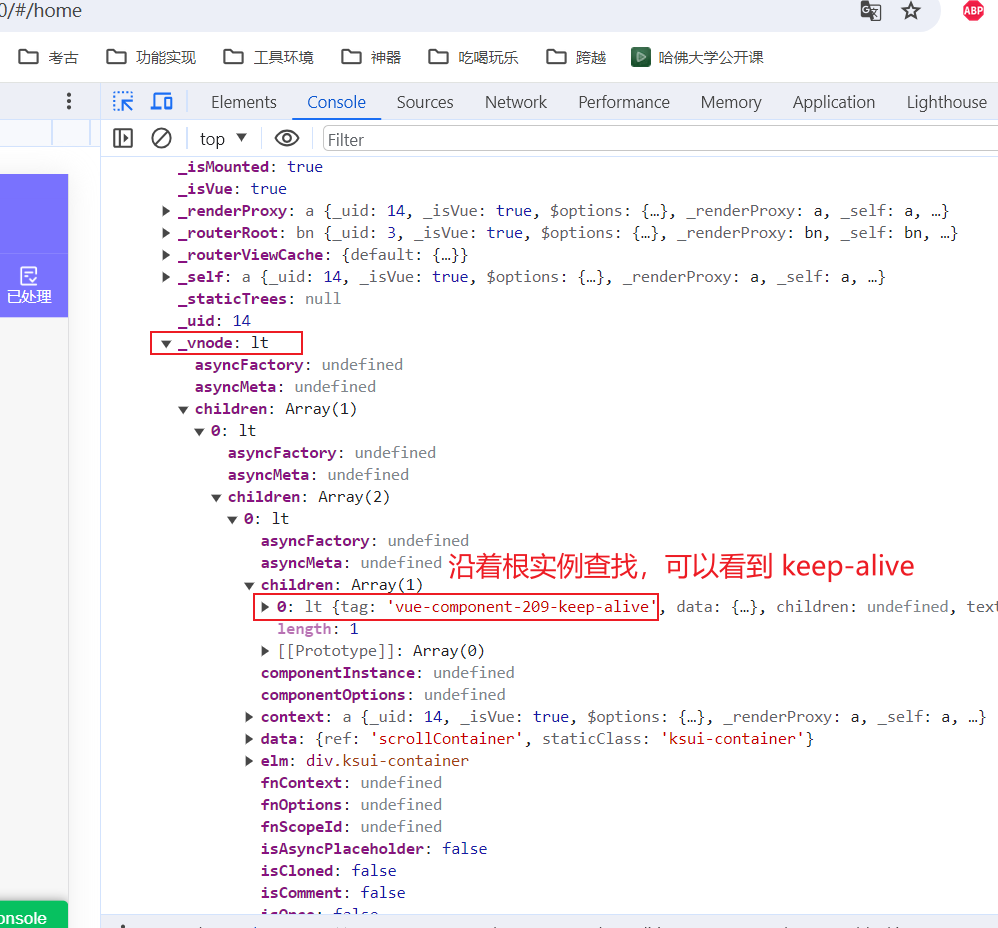 0/#/home
考古 功能实现 工具环境 神器 吃喝玩乐 跨越 哈佛大学公开课
Elements Console Sources Network Performance Memory Application Lighthouse
top Filter
_isMounted: true
_isVue: true
_renderProxy: a {_uid: 14, _isVue: true, $options: {…}, _renderProxy: a, _self: a, …}
_routerRoot: bn {_uid: 3, _isVue: true, $options: {…}, _renderProxy: bn, _self: bn, …}
_routerViewCache: {default: {…}}
_self: a {_uid: 14, _isVue: true, $options: {…}, _renderProxy: a, _self: a, …}
已处理
_staticTrees: null
_uid: 14
_vnode: lt
asyncFactory: undefined
asyncMeta: undefined
children: Array(1)
0: lt
asyncFactory: undefined
asyncMeta: undefined
children: Array(2)
0: lt
asyncFactory: undefined
asyncMeta: undefined
沿着根实例查找，可以看到 keep-alive
children: Array(1)
0: lt {tag: 'vue-component-209-keep-alive', data: {…}, children: undefined, text
length: 1
[[Prototype]]: Array(0)
componentInstance: undefined
componentOptions: undefined
context: a {_uid: 14, _isVue: true, $options: {…}, _renderProxy: a, _self: a, …}
data: {ref: 'scrollContainer', staticClass: 'ksui-container'}
elm: div.ksui-container
fnContext: undefined
fnOptions: undefined
fnScopeId: undefined
isAsyncPlaceholder: false
isCloned: false
isComment: false
isOnce: false
onsole
ABP